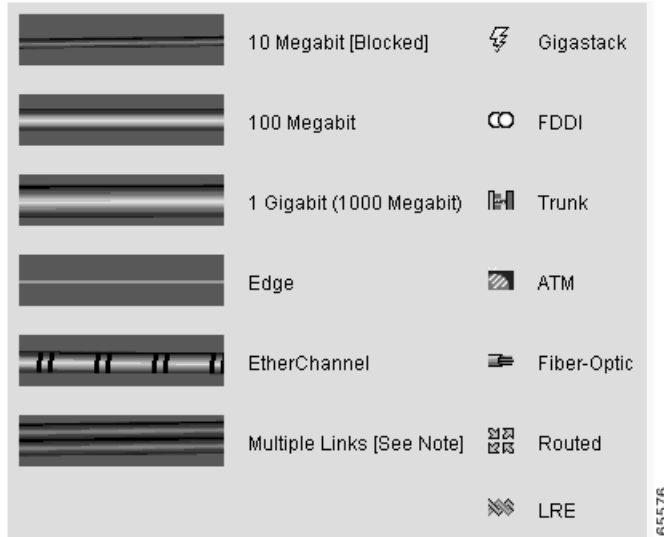 10 Megabit [Blocked]
Gigastack
100 Megabit
FDDI
1 Gigabit (1000 Megabit)
Trunk
Edge
ATM
EtherChannel
Fiber-Optic
Multiple Links [See Note]
Routed
LRE
65576